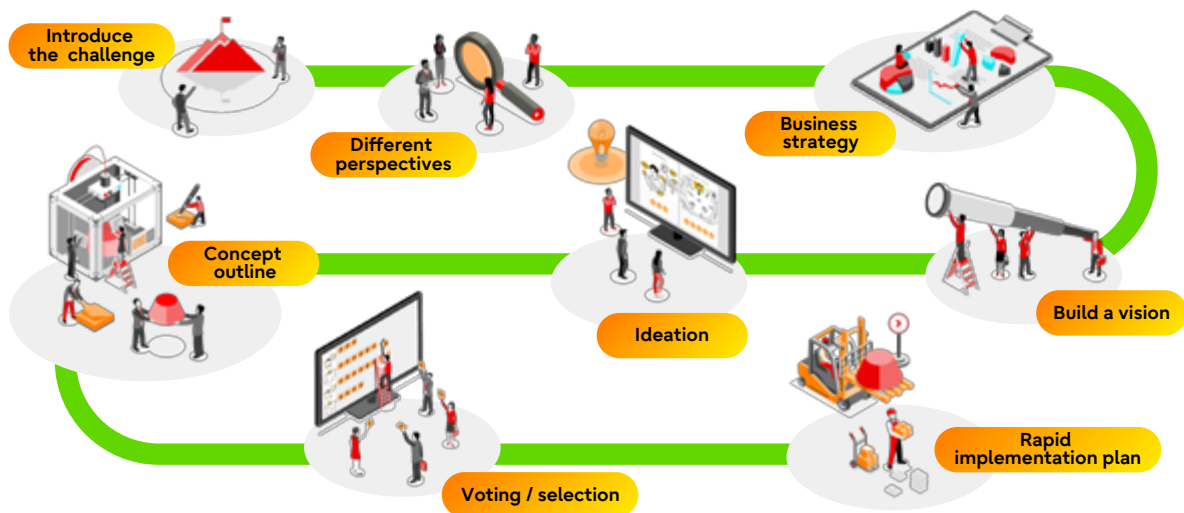 Introduce
the challenge
Different
perspectives
Business
strategy
Build a vision
Ideation
Concept
outline
Voting / selection
Rapid
implementation plan